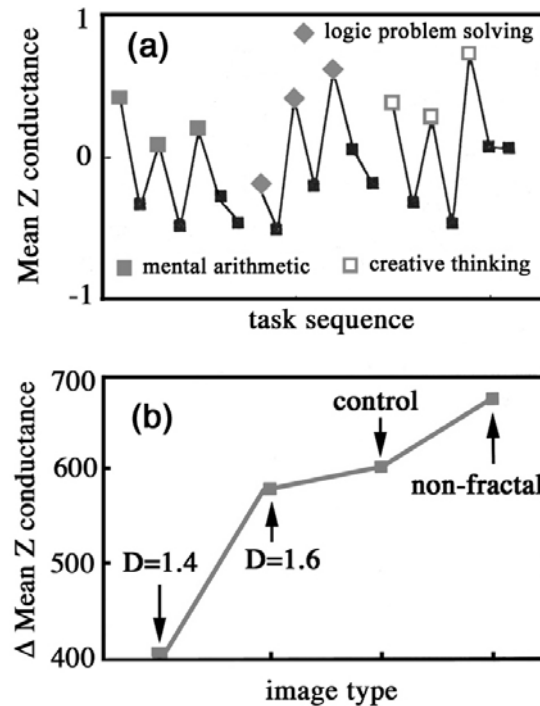 (a)
logic problem solving
1
Mean Z conductance
0
mental arithmetic
creative thinking
-1
task sequence
(b)
700
control
Δ Mean Z conductance
600
non-fractal
500
D=1.4
D=1.6
400
image type